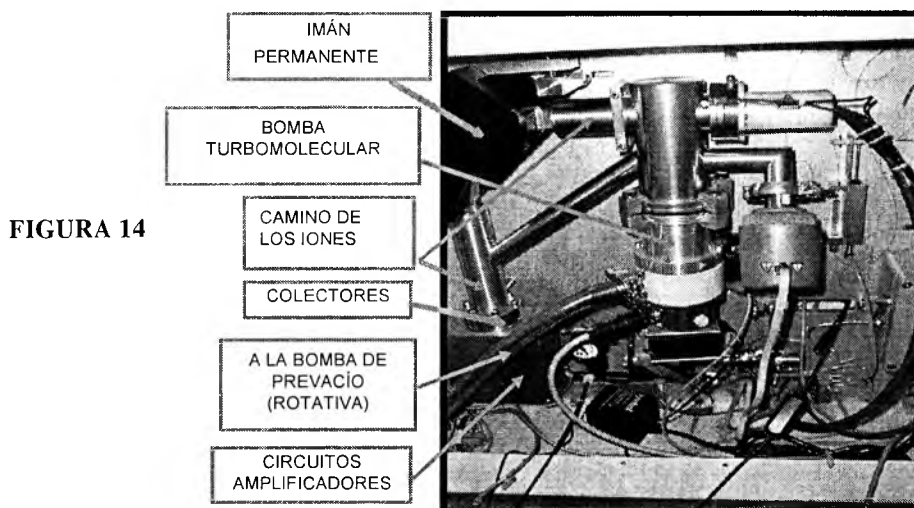 IMÁN
PERMANENTE
BOMBA
TURBOMOLECULAR
FIGURA 14
CAMINO DE
LOS IONES
COLECTORES
A LA BOMBA DE
PREVACÍO
(ROTATIVA)
CIRCUITOS
AMPLIFICADORES